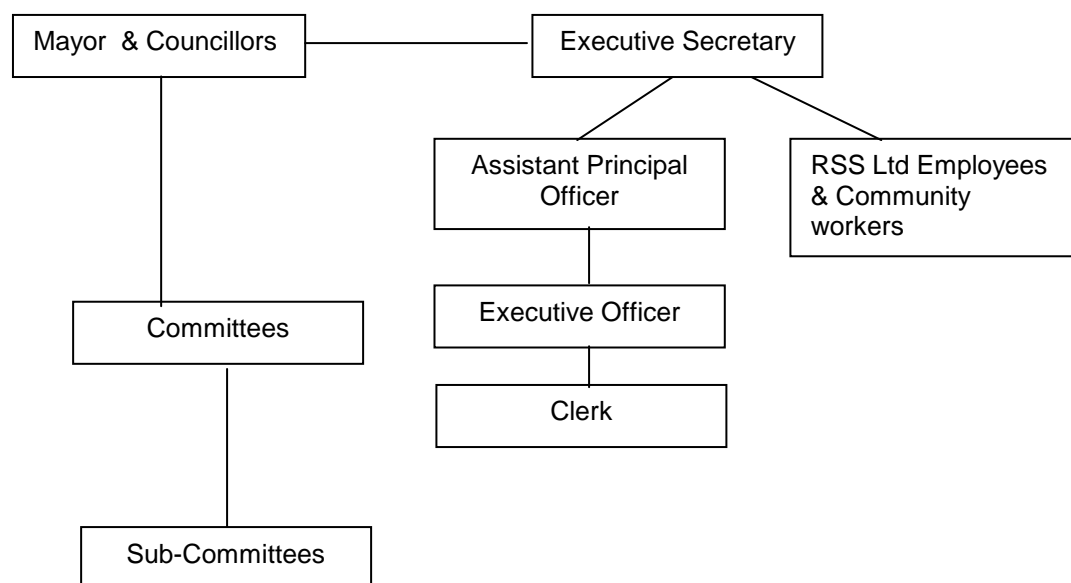 Mayor & Councillors
Executive Secretary
Assistant Principal
Officer
RSS Ltd Employees
& Community
workers
Executive Officer
Committees
Clerk
Sub-Committees